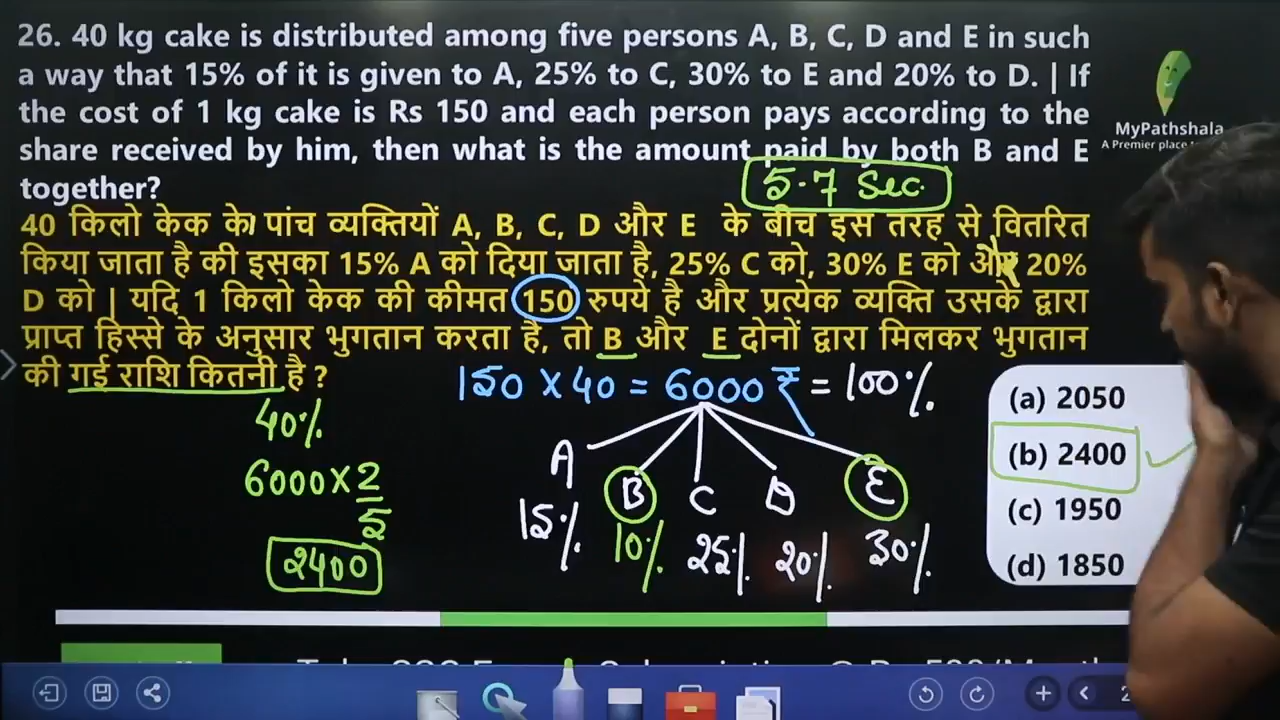 26. 40 kg cake is distributed among five persons A, B, C, D and E in such
a way that 15% of it is given to A, 25% to C, 30% to E and 20% to D. | If
the cost of 1 kg cake is Rs 150 and each person pays according to the
share received by him, then what is the amount paid by both B and E
together?
5-7 Sec.
MyPathshala
A Premier place
40 किलो केक के पांच व्यक्तियों A, B, C, D और E के बीच इस तरह से वितरित
किया जाता है की इसका 15% A को दिया जाता है, 25% C को, 30% E को और 20%
D को | यदि 1 किलो केक की कीमत 150 रुपये है और प्रत्येक व्यक्ति उसके द्वारा
प्राप्त हिस्से के अनुसार भुगतान करता है, तो B और E दोनों द्वारा मिलकर भुगतान
की गई राशि कितनी है ?
150 × 40 = 6000 ₹ = 100%
40%
6000 × 2/5
2400
A B C D E
15% 10% 25% 20% 30%
(a) 2050
(b) 2400
(c) 1950
(d) 1850